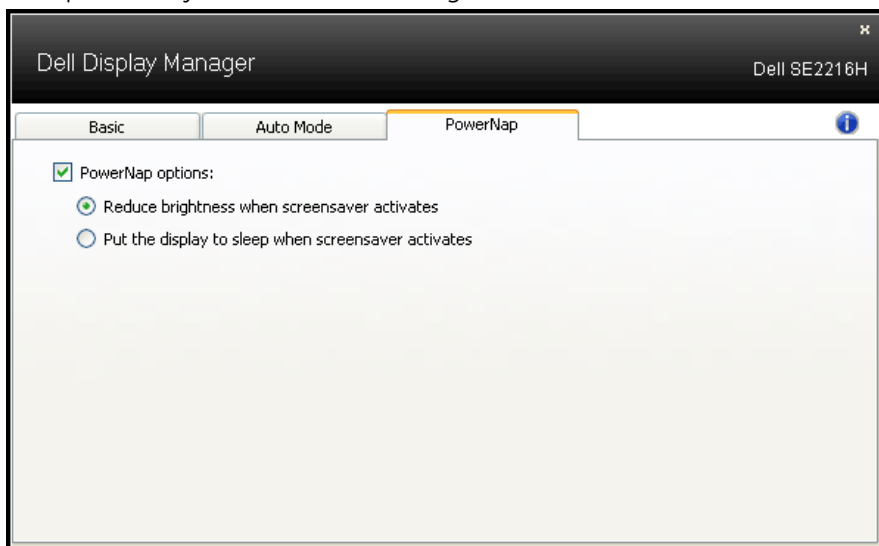 Dell Display Manager
Dell SE2216H
Basic Auto Mode PowerNap
PowerNap options:
Reduce brightness when screensaver activates
Put the display to sleep when screensaver activates